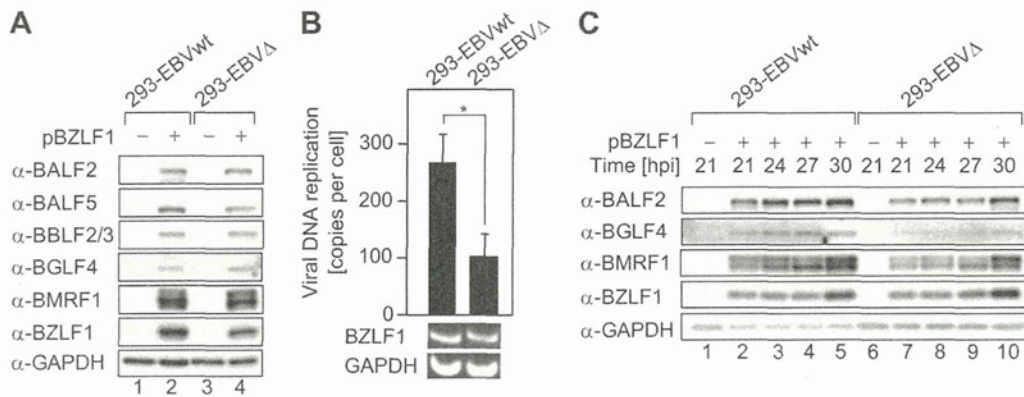 A
293-EBVwt
293-EBVΔ
pBZLF1 − + − +
α-BALF2
α-BALF5
α-BBLF2/3
α-BGLF4
α-BMRF1
α-BZLF1
α-GAPDH
1 2 3 4
B
293-EBVwt
293-EBVΔ
*
Viral DNA replication
[copies per cell]
300
200
100
0
BZLF1
GAPDH
C
293-EBVwt
293-EBVΔ
pBZLF1 − + + + + − + + + +
Time [hpi] 21 21 24 27 30 21 21 24 27 30
α-BALF2
α-BGLF4
α-BMRF1
α-BZLF1
α-GAPDH
1 2 3 4 5 6 7 8 9 10